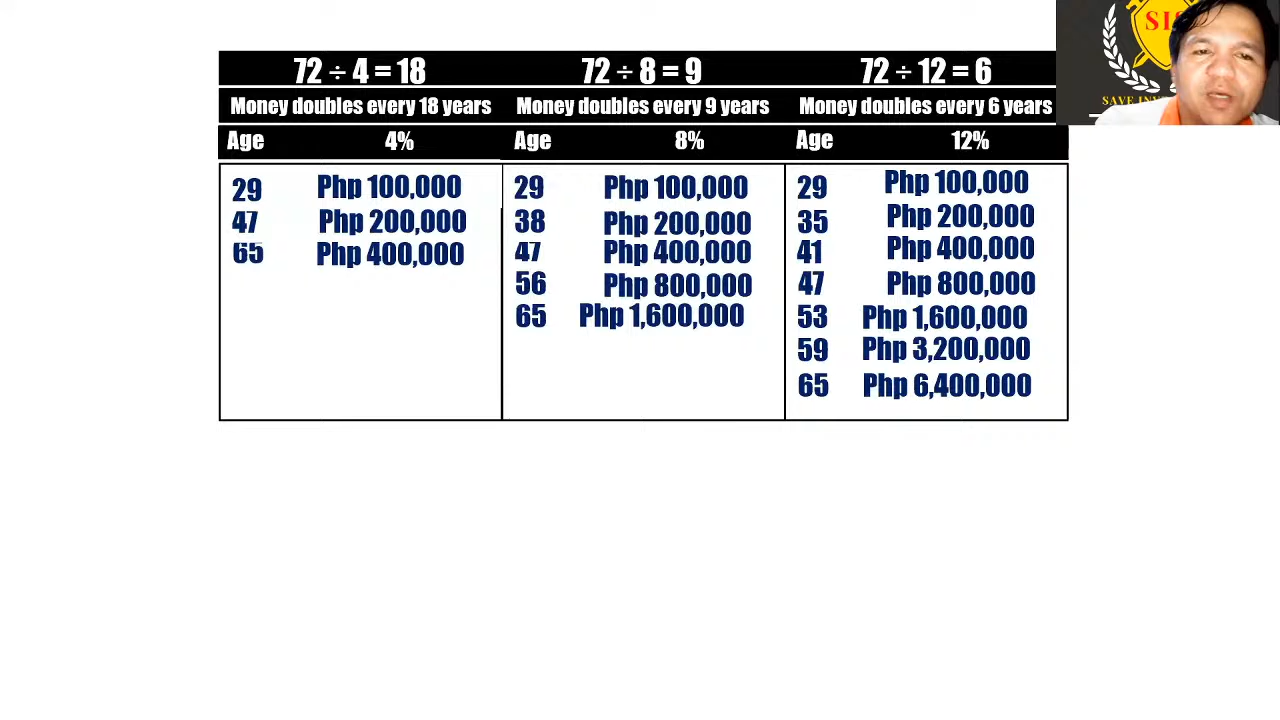 72 ÷ 4 = 18
Money doubles every 18 years
Age 4%
29 Php 100,000
47 Php 200,000
65 Php 400,000
72 ÷ 8 = 9
Money doubles every 9 years
Age 8%
29 Php 100,000
38 Php 200,000
47 Php 400,000
56 Php 800,000
65 Php 1,600,000
72 ÷ 12 = 6
Money doubles every 6 years
Age 12%
29 Php 100,000
35 Php 200,000
41 Php 400,000
47 Php 800,000
53 Php 1,600,000
59 Php 3,200,000
65 Php 6,400,000
SAVE